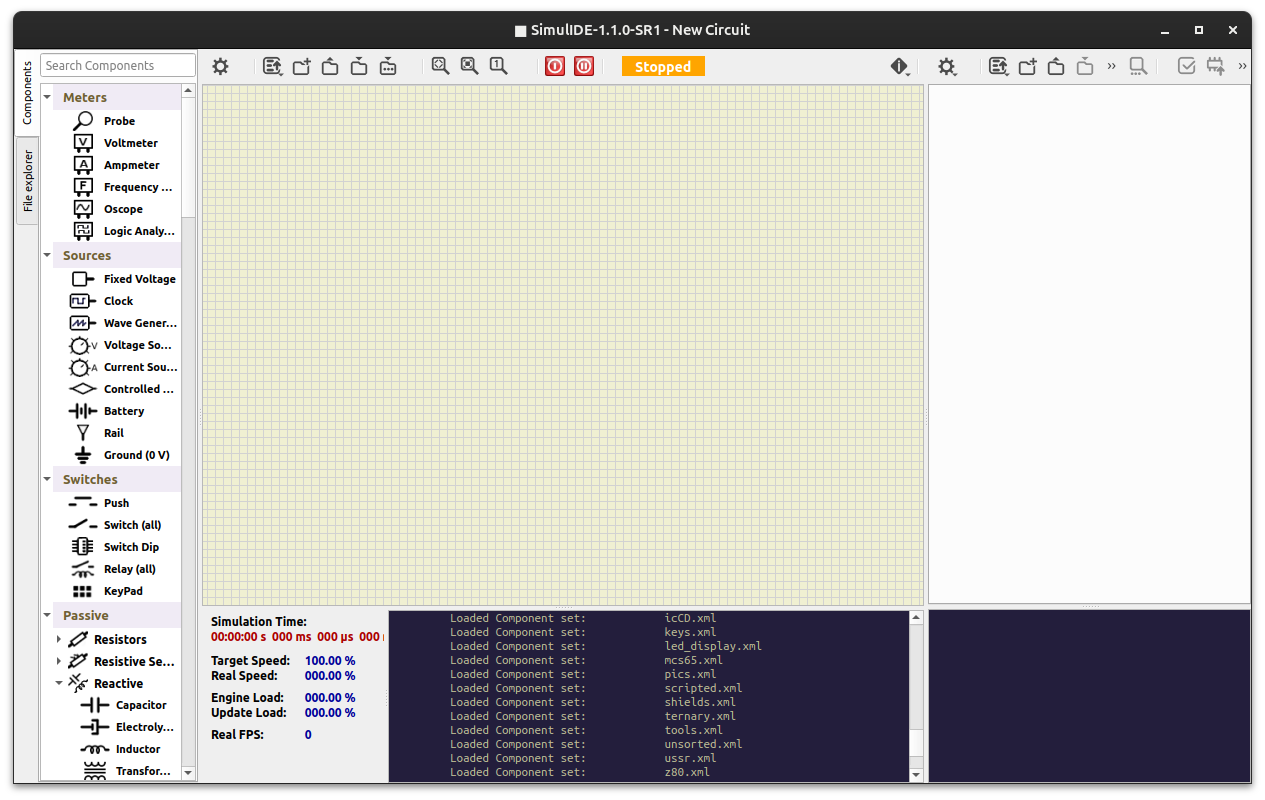 SimulIDE-1.1.0-SR1 - New Circuit
Components
File explorer
Search Components
Meters
Probe
Voltmeter
Ampmeter
Frequency ...
Oscope
Logic Analy...
Sources
Fixed Voltage
Clock
Wave Gener...
Voltage So...
Current Sou...
Controlled ...
Battery
Rail
Ground (0 V)
Switches
Push
Switch (all)
Switch Dip
Relay (all)
KeyPad
Passive
Resistors
Resistive Se...
Reactive
Capacitor
Electroly...
Inductor
Transfor...
Stopped
Simulation Time:
00:00:00 s 000 ms 000 µs 000
Target Speed: 100.00 %
Real Speed: 000.00 %
Engine Load: 000.00 %
Update Load: 000.00 %
Real FPS: 0
Loaded Component set: icCD.xml
Loaded Component set: keys.xml
Loaded Component set: led_display.xml
Loaded Component set: mcs65.xml
Loaded Component set: pics.xml
Loaded Component set: scripted.xml
Loaded Component set: shields.xml
Loaded Component set: ternary.xml
Loaded Component set: tools.xml
Loaded Component set: unsorted.xml
Loaded Component set: ussr.xml
Loaded Component set: z80.xml